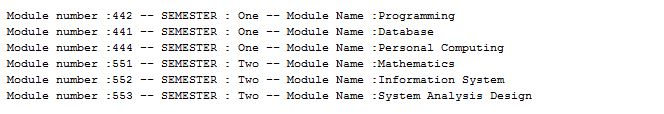 Module number :442 -- SEMESTER : One -- Module Name :Programming
Module number :441 -- SEMESTER : One -- Module Name :Database
Module number :444 -- SEMESTER : One -- Module Name :Personal Computing
Module number :551 -- SEMESTER : Two -- Module Name :Mathematics
Module number :552 -- SEMESTER : Two -- Module Name :Information System
Module number :553 -- SEMESTER : Two -- Module Name :System Analysis Design